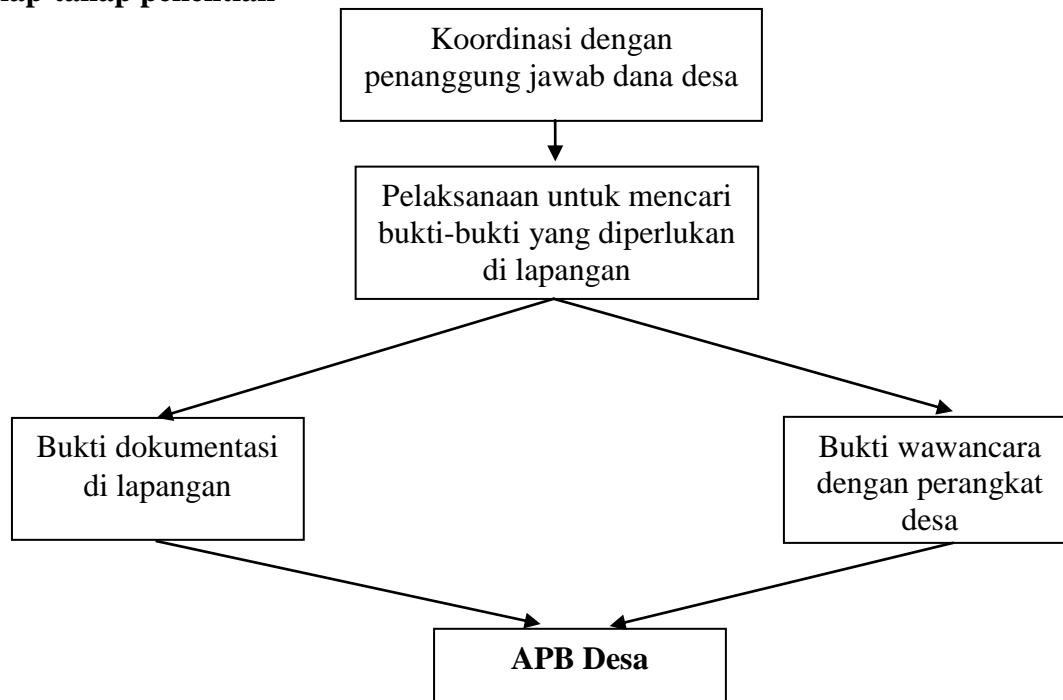 Koordinasi dengan
penanggung jawab dana desa
Pelaksanaan untuk mencari
bukti-bukti yang diperlukan
di lapangan
Bukti dokumentasi
di lapangan
Bukti wawancara
dengan perangkat
desa
APB Desa